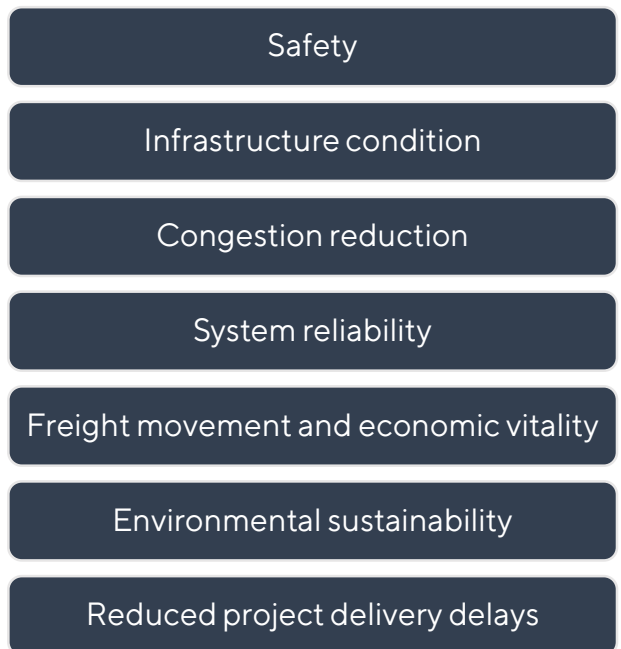 Safety
Infrastructure condition
Congestion reduction
System reliability
Freight movement and economic vitality
Environmental sustainability
Reduced project delivery delays